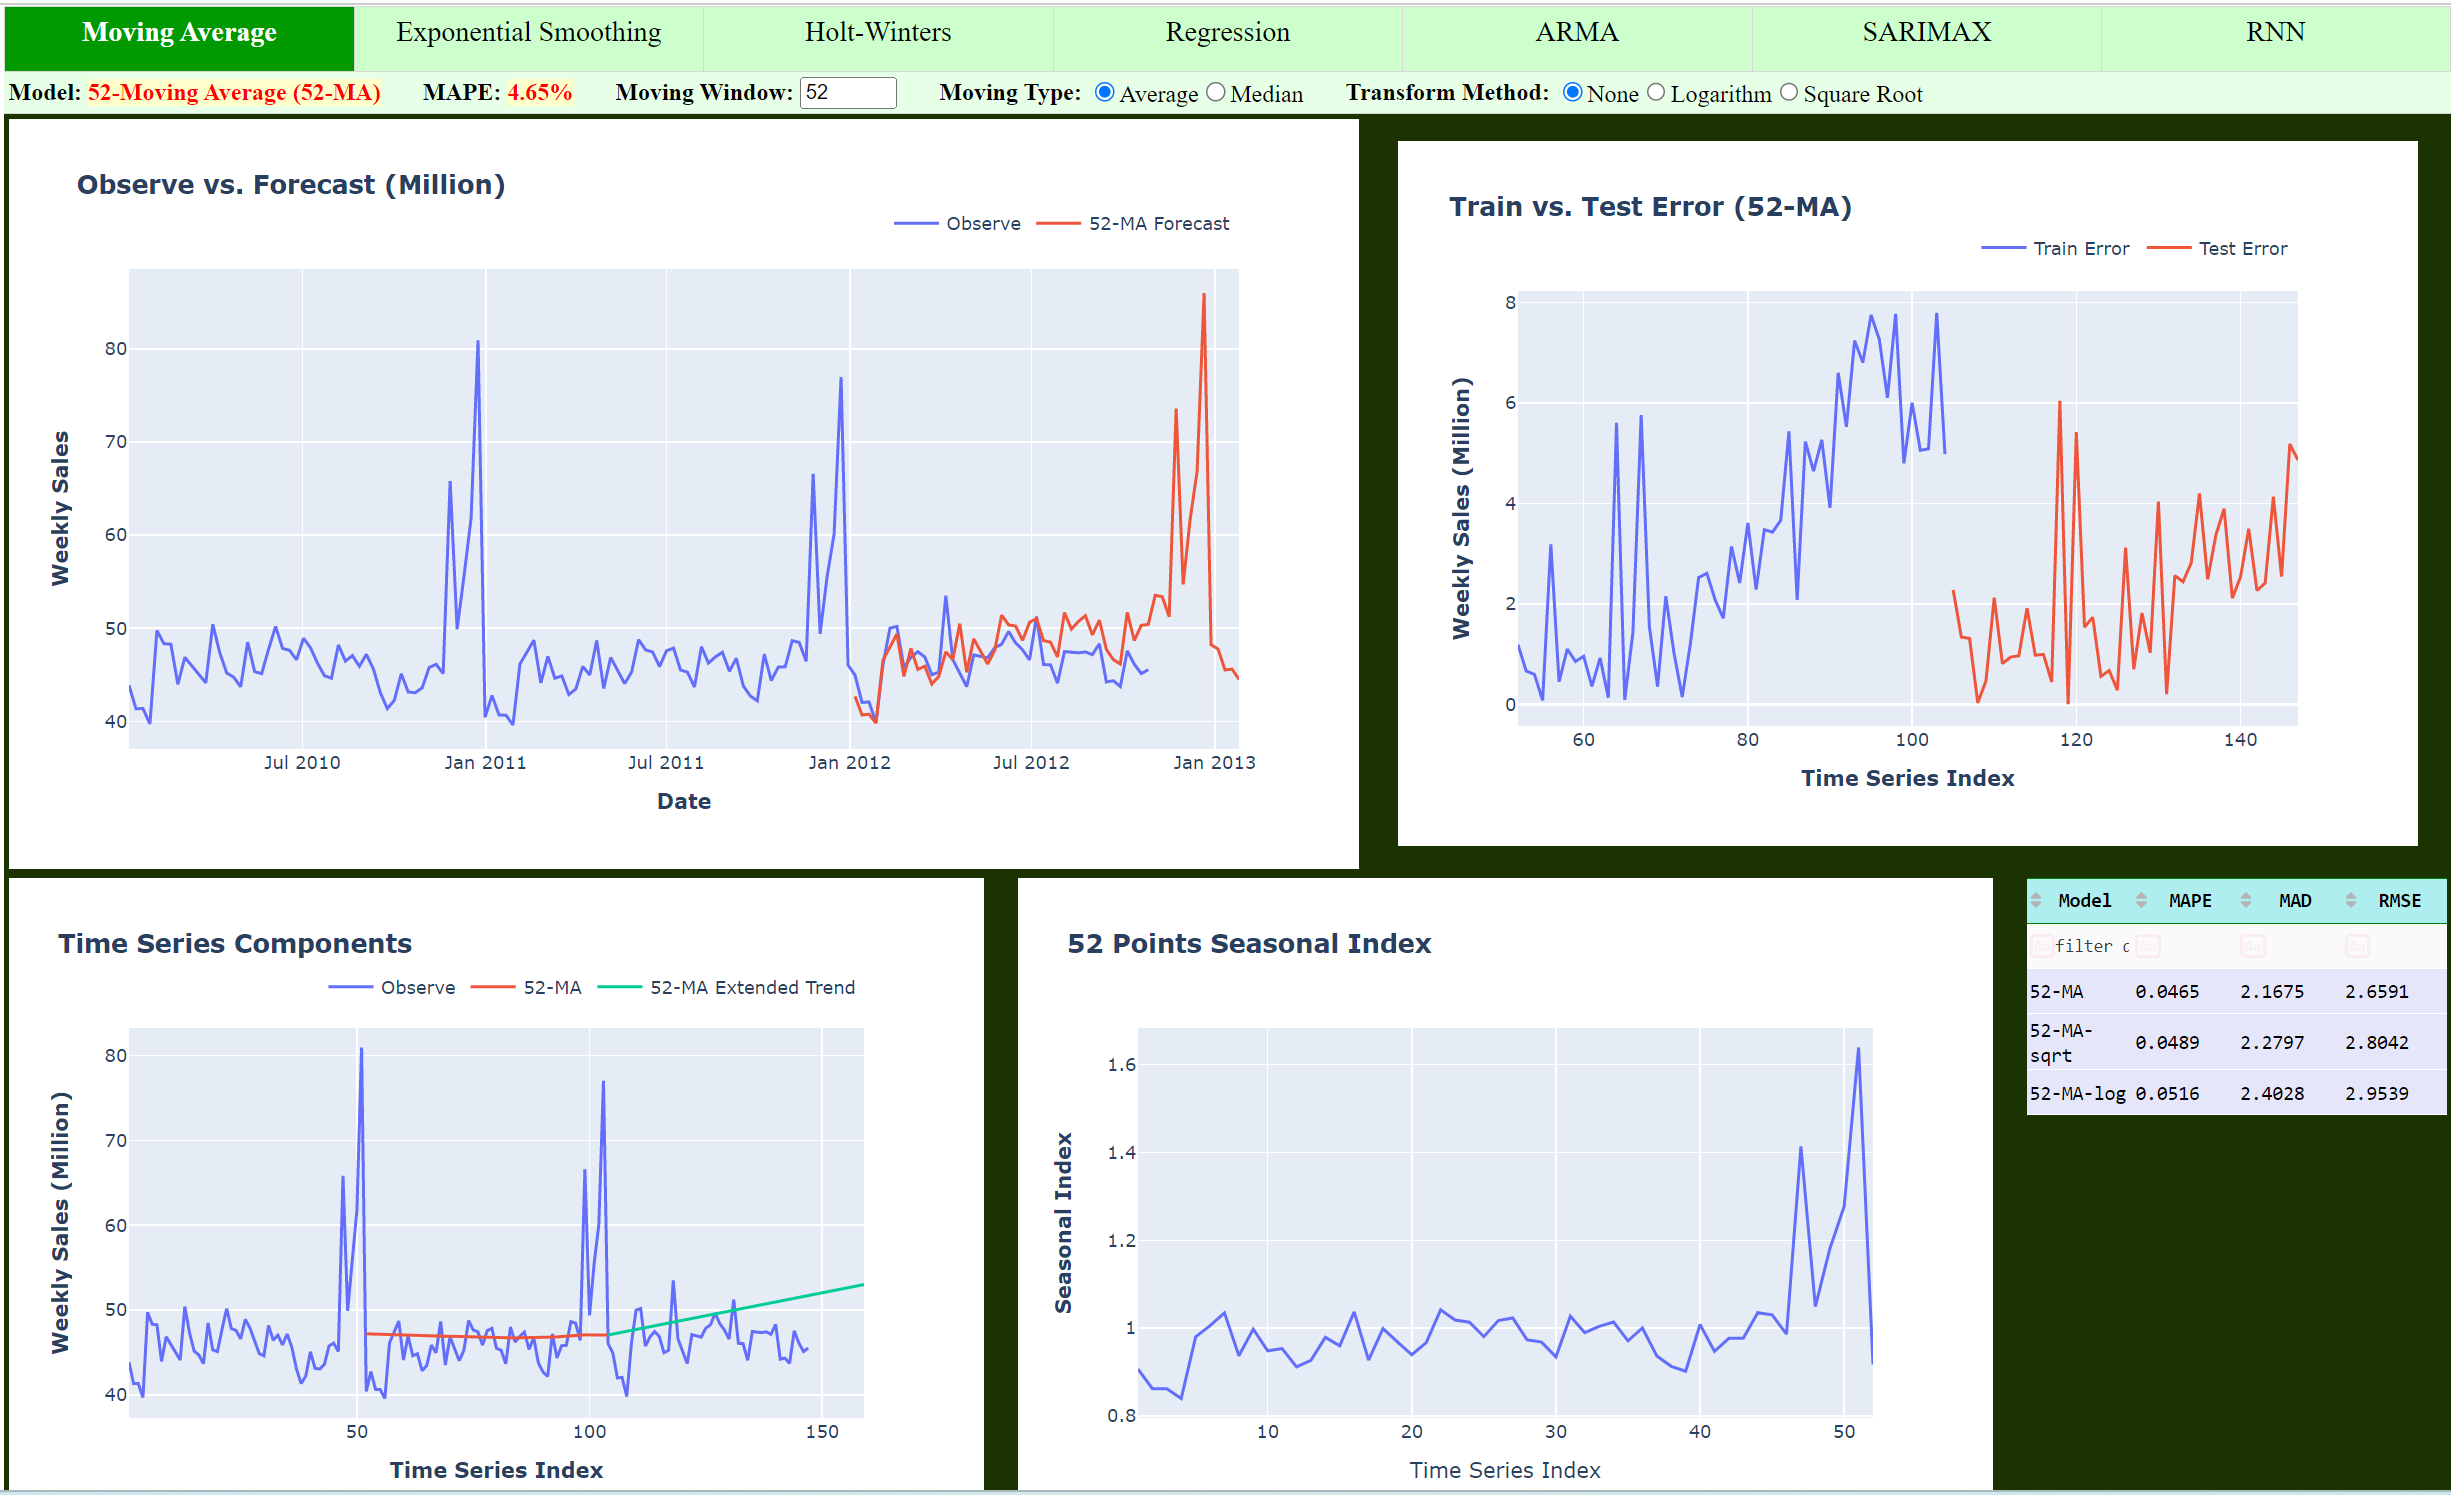 Moving Average Exponential Smoothing Holt-Winters Regression ARMA SARIMAX RNN
Model: 52-Moving Average (52-MA) MAPE: 4.65% Moving Window: 52 Moving Type: Average Median Transform Method: None Logarithm Square Root
Observe vs. Forecast (Million)
Observe 52-MA Forecast
80
70
60
50
40
Weekly Sales
Jul 2010 Jan 2011 Jul 2011 Jan 2012 Jul 2012 Jan 2013
Date
Train vs. Test Error (52-MA)
Train Error Test Error
8
6
4
2
0
Weekly Sales (Million)
60 80 100 120 140
Time Series Index
Time Series Components
Observe 52-MA 52-MA Extended Trend
80
70
60
50
40
Weekly Sales (Million)
50 100 150
Time Series Index
52 Points Seasonal Index
1.6
1.4
1.2
1
0.8
Seasonal Index
10 20 30 40 50
Time Series Index
Model MAPE MAD RMSE
Aa filter d Aa Aa Aa
52-MA 0.0465 2.1675 2.6591
52-MA-
sqrt 0.0489 2.2797 2.8042
52-MA-log 0.0516 2.4028 2.9539